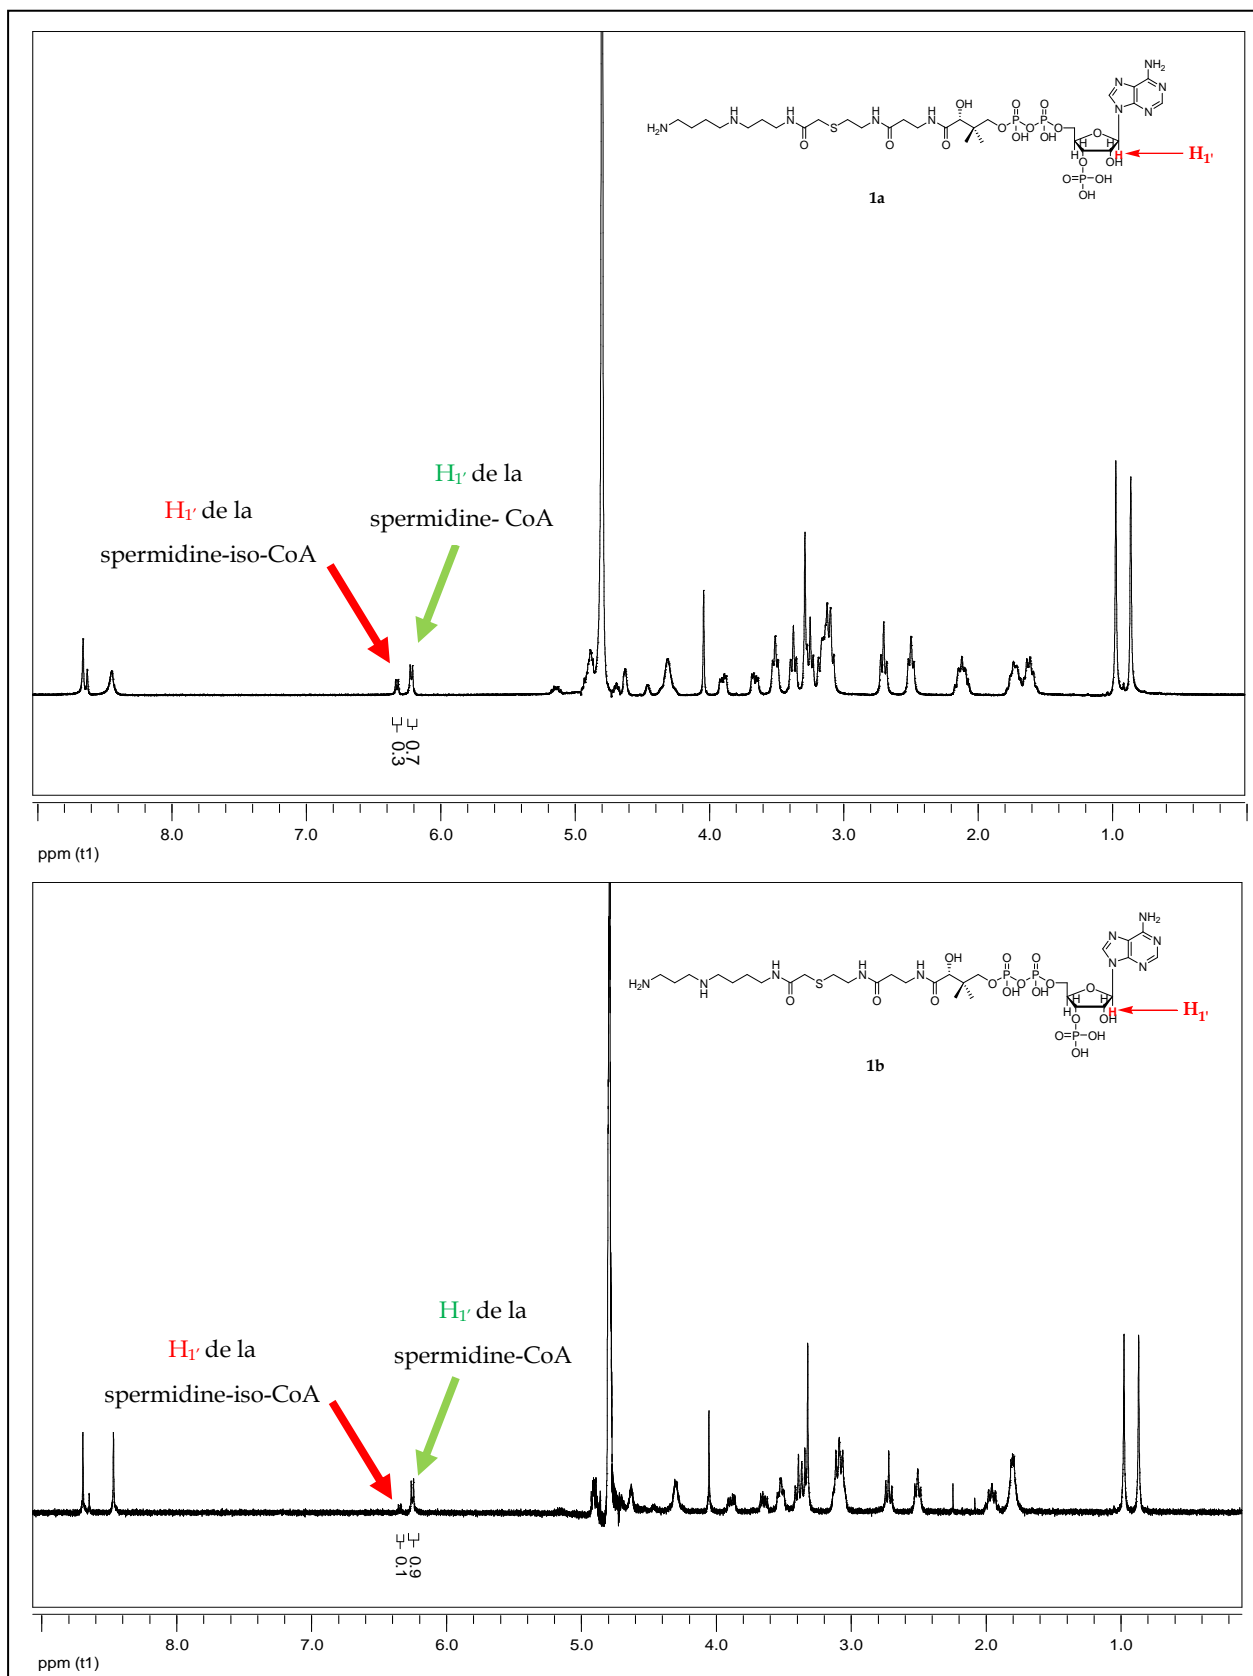 NH₂
N
N
N
N
H₂N
H
N
H
N
O
S
H
N
O
H
N
O
OH
O
O
P
OH
O
O
P
OH
O
O
H
H
H
H
OH
O
O=P-OH
OH
H₁'
1a
H₁' de la
spermidine- CoA
H₁' de la
spermidine-iso-CoA
0.3
0.7
8.0 7.0 6.0 5.0 4.0 3.0 2.0 1.0
ppm (t1)
NH₂
N
N
N
N
H₂N
N
H
H
N
O
S
H
N
O
H
N
O
OH
O
O
P
OH
O
O
P
OH
O
O
H
H
H
H
OH
O
O=P-OH
OH
H₁'
1b
H₁' de la
spermidine-CoA
H₁' de la
spermidine-iso-CoA
0.1
0.9
8.0 7.0 6.0 5.0 4.0 3.0 2.0 1.0
ppm (t1)